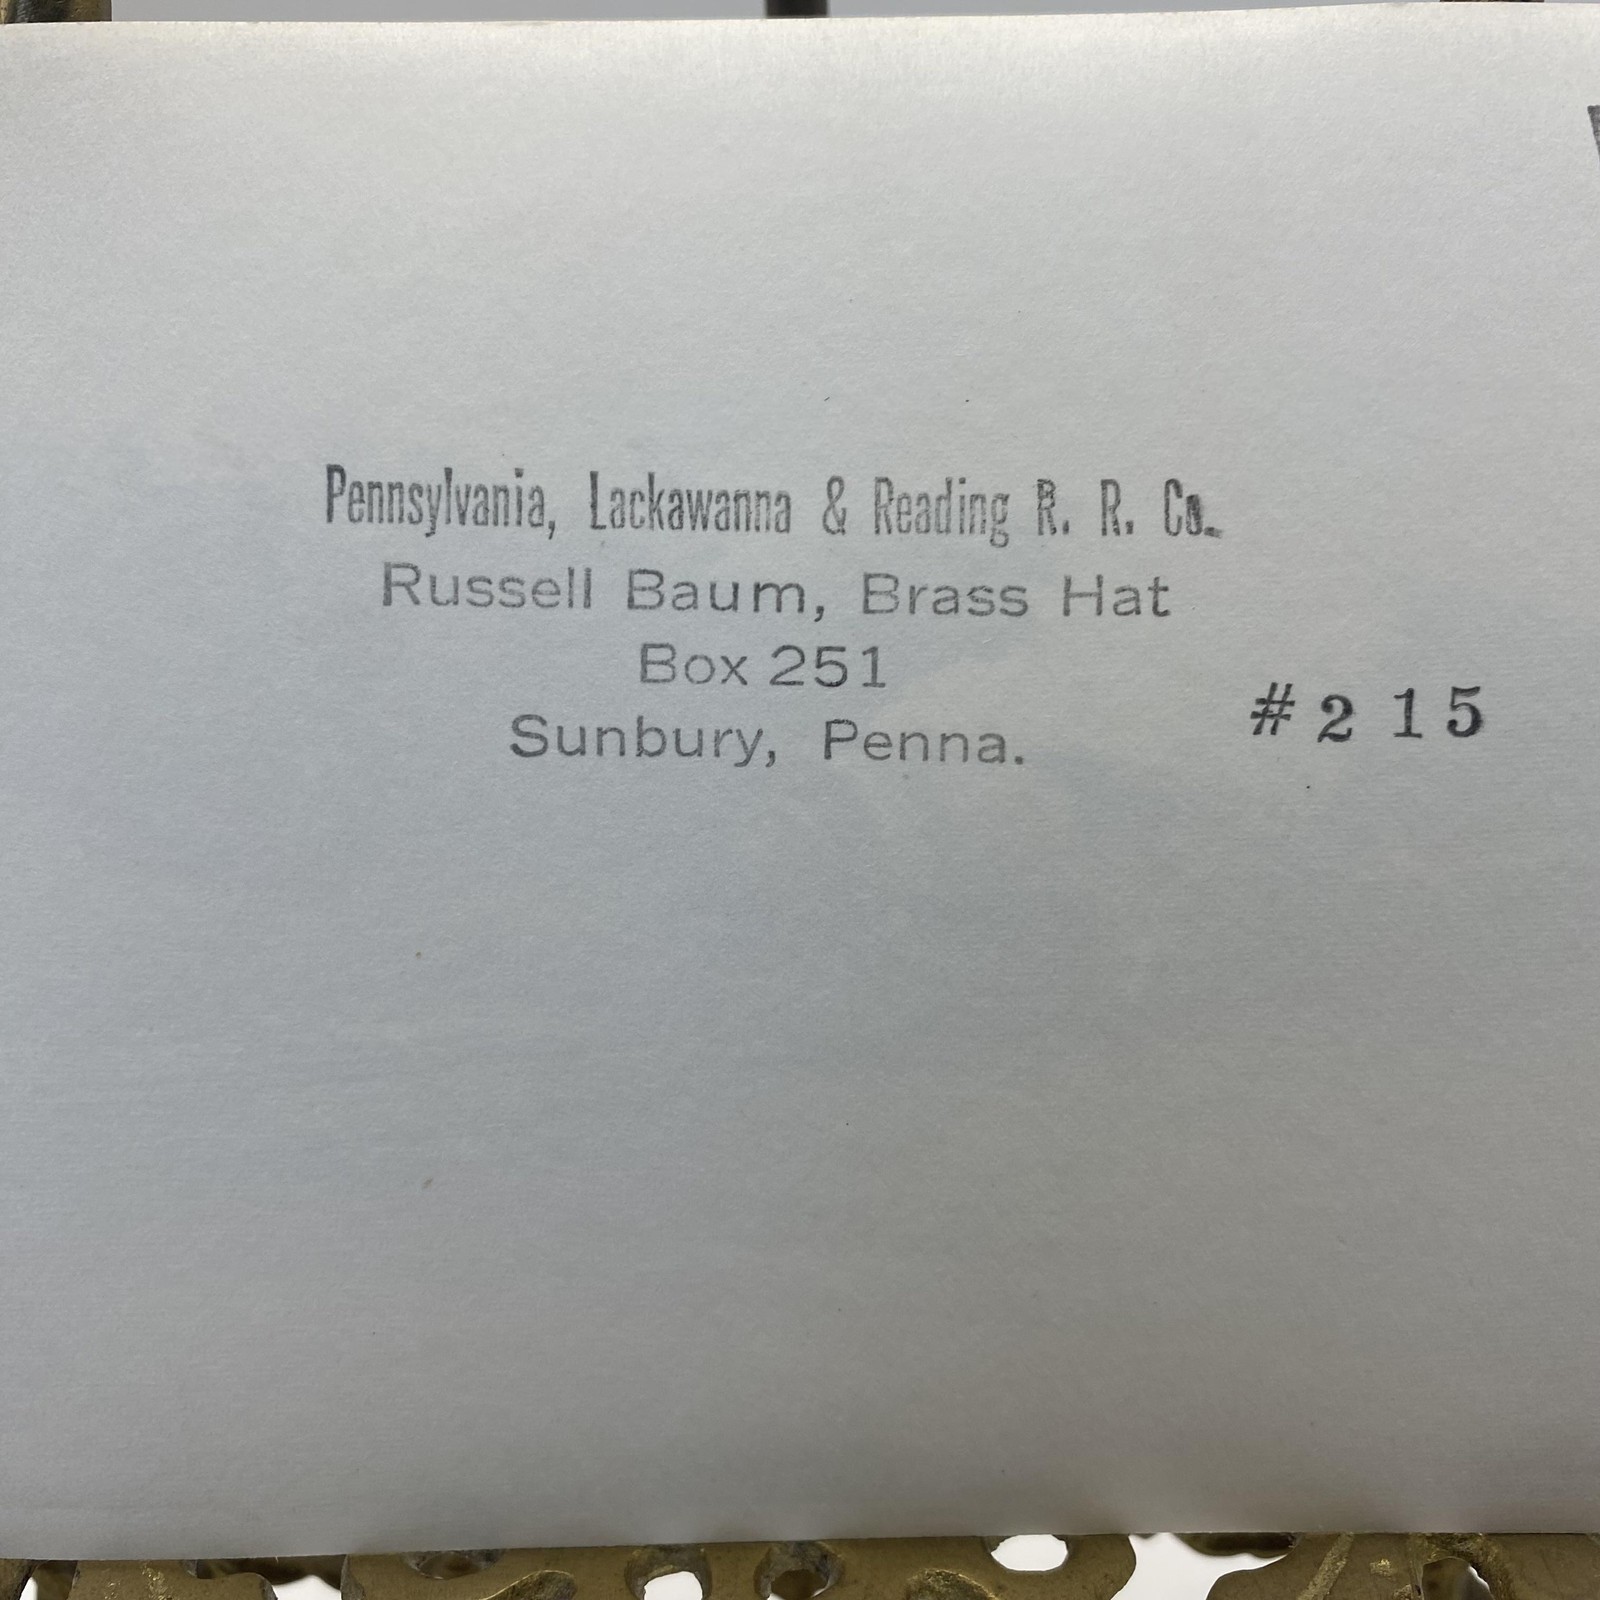 Pennsylvania, Lackawanna & Reading R. R. Co.
Russell Baum, Brass Hat
Box 251
Sunbury, Penna.
#215